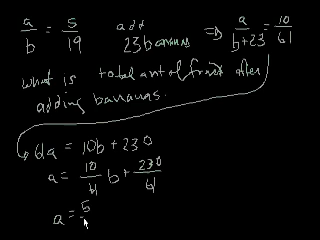 a/b = 5/19 add 23 bananas ⇒ a/(b+23) = 10/61
what is total amt of fruit after
adding bananas.
61a = 10b + 230
a = 10/61 b + 230/61
a = 5